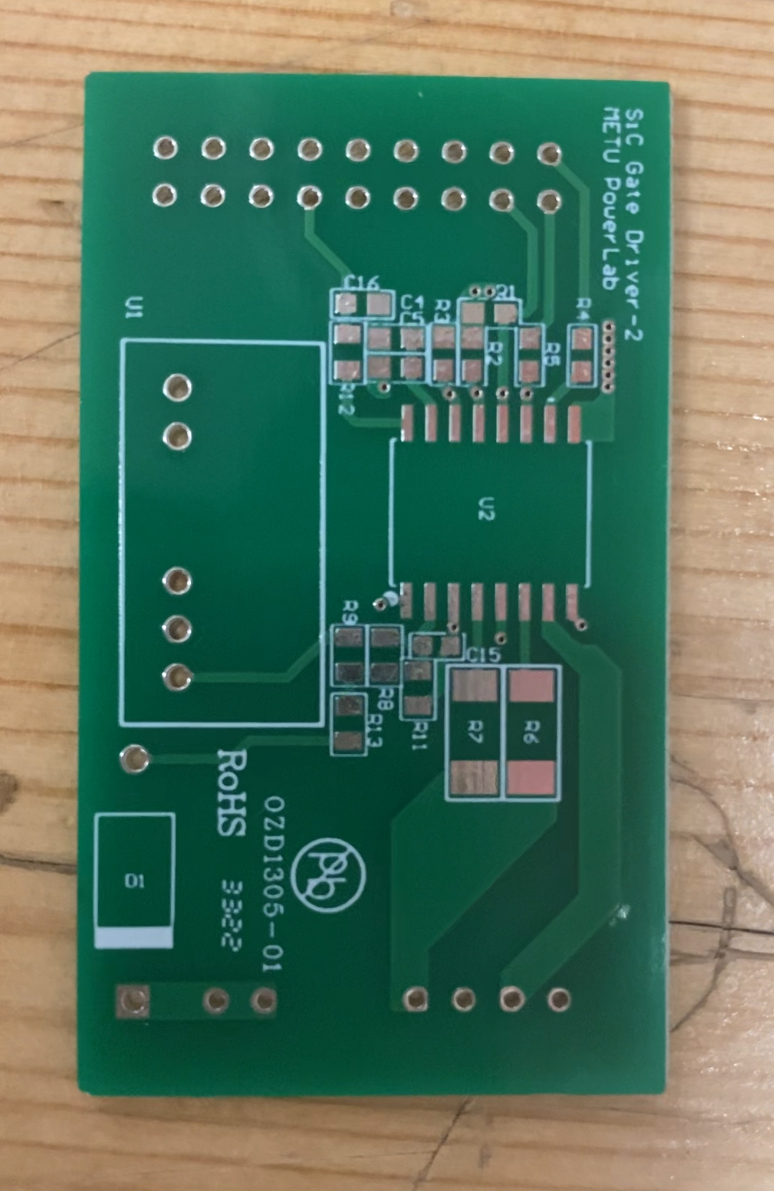 SiC Gate Driver-2
METU PowerLab
U1
C16
C4
C5
R3
R1
R2
R5
R4
R12
U2
R9
R8
C15
R11
R13
R7
R6
RoHS
OZD1305-01
Pb
3322
D1